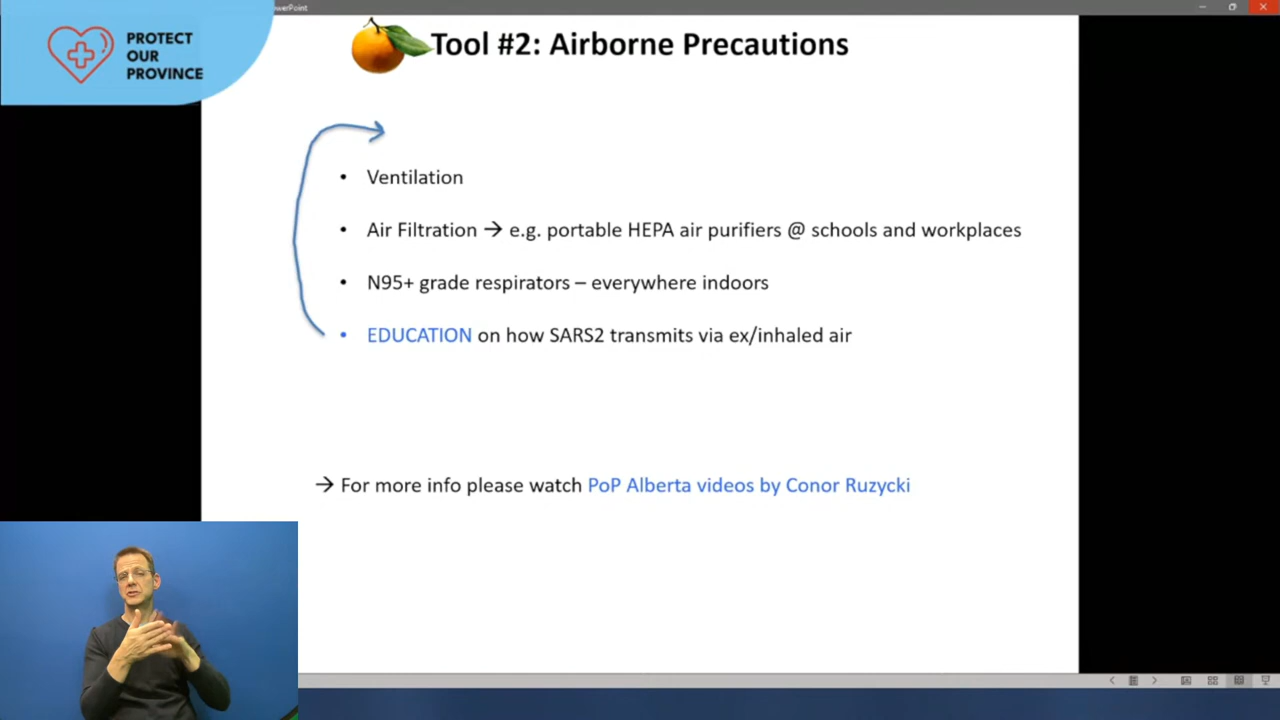 PowerPoint
PROTECT
OUR
PROVINCE
Tool #2: Airborne Precautions
• Ventilation
• Air Filtration → e.g. portable HEPA air purifiers @ schools and workplaces
• N95+ grade respirators – everywhere indoors
• EDUCATION on how SARS2 transmits via ex/inhaled air
→ For more info please watch PoP Alberta videos by Conor Ruzycki